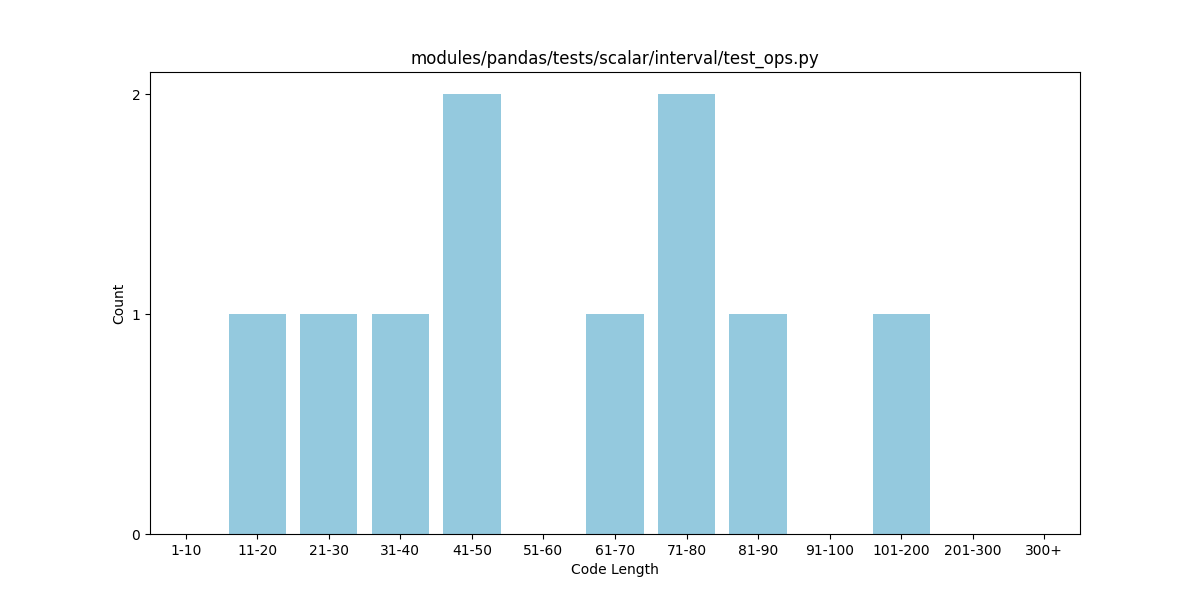 modules/pandas/tests/scalar/interval/test_ops.py
2
1
0
Count
1-10 11-20 21-30 31-40 41-50 51-60 61-70 71-80 81-90 91-100 101-200 201-300 300+
Code Length